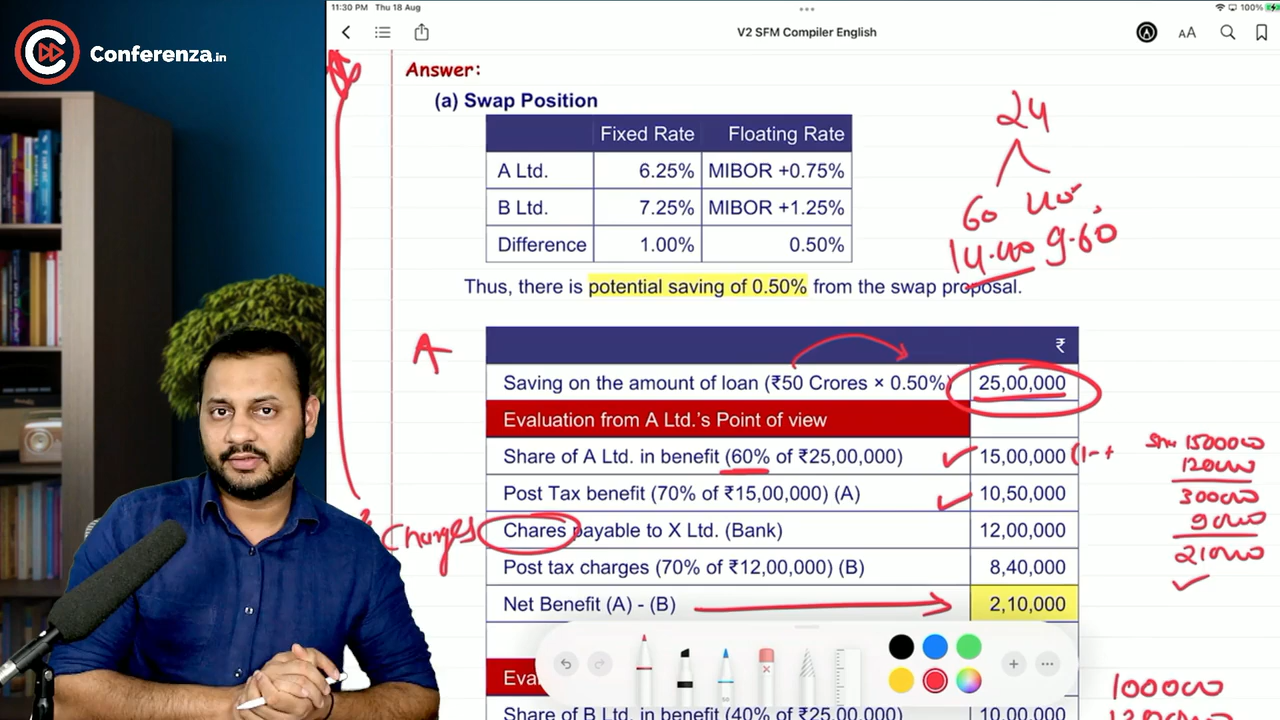 11:30 PM Thu 18 Aug
100%
Conferenza.in
V2 SFM Compiler English
AA
Answer:
(a) Swap Position
Fixed Rate Floating Rate
A Ltd. 6.25% MIBOR +0.75%
B Ltd. 7.25% MIBOR +1.25%
Difference 1.00% 0.50%
24
60 40
14.40 9.60
Thus, there is potential saving of 0.50% from the swap proposal.
A
₹
Saving on the amount of loan (₹50 Crores × 0.50%) 25,00,000
Evaluation from A Ltd.'s Point of view
Share of A Ltd. in benefit (60% of ₹25,00,000) 15,00,000 (1-t
Post Tax benefit (70% of ₹15,00,000) (A) 10,50,000
Charges
Chares payable to X Ltd. (Bank) 12,00,000
Post tax charges (70% of ₹12,00,000) (B) 8,40,000
Net Benefit (A) - (B) 2,10,000
1500000
1200000
300000
90000
210000
Eva
Share of B Ltd. in benefit (40% of ₹25,00,000) 10,00,000
1000000